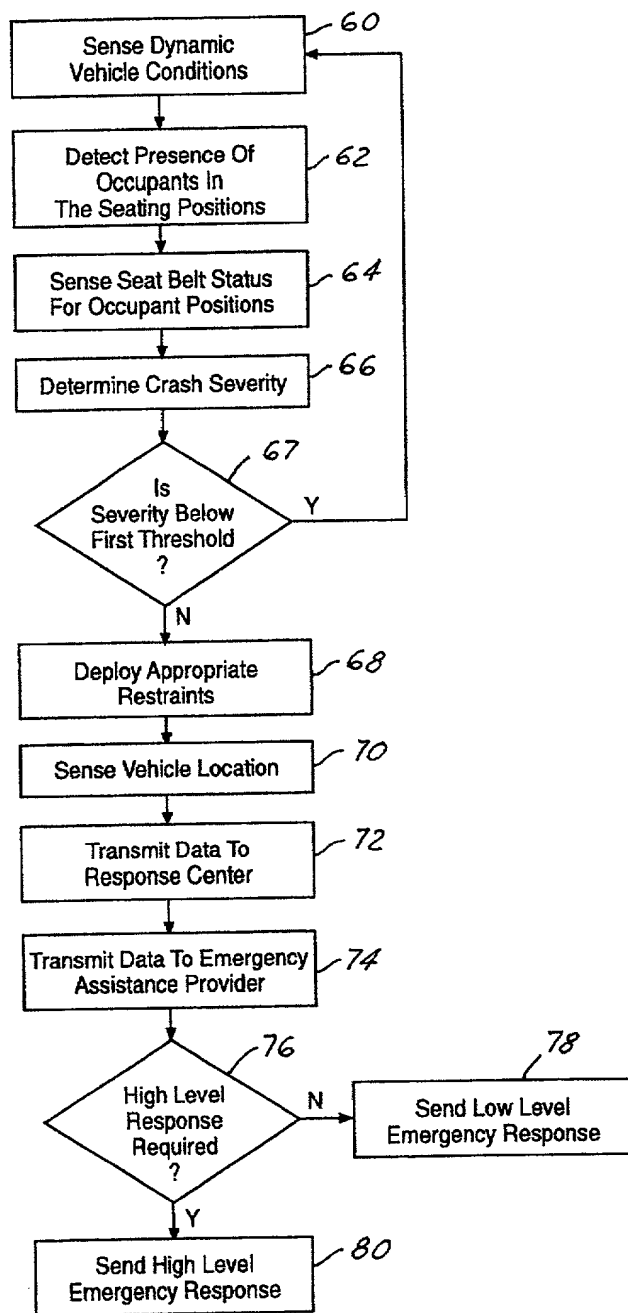 60
Sense Dynamic
Vehicle Conditions
62
Detect Presence Of
Occupants In
The Seating Positions
64
Sense Seat Belt Status
For Occupant Positions
66
Determine Crash Severity
67
Is
Severity Below
First Threshold
?
Y
N
68
Deploy Appropriate
Restraints
70
Sense Vehicle Location
72
Transmit Data To
Response Center
74
Transmit Data To Emergency
Assistance Provider
76
High Level
Response
Required
?
N
78
Send Low Level
Emergency Response
Y
80
Send High Level
Emergency Response